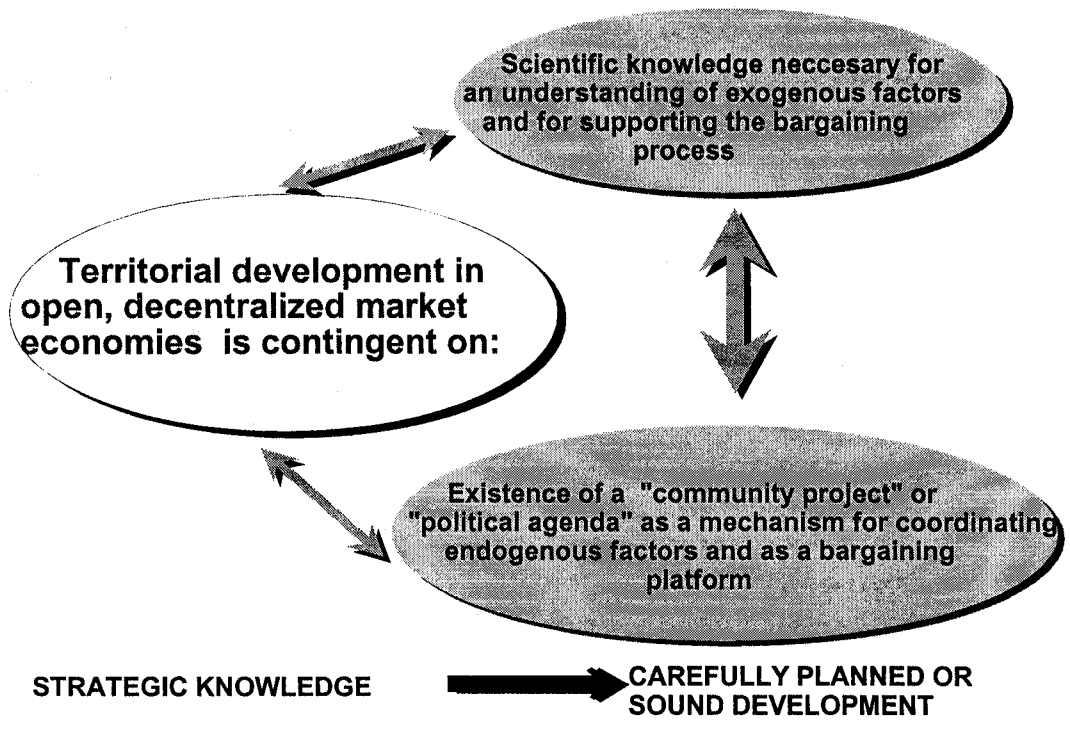 Scientific knowledge neccesary for
an understanding of exogenous factors
and for supporting the bargaining
process
Territorial development in
open, decentralized market
economies is contingent on:
Existence of a "community project" or
"political agenda" as a mechanism for coordinating
endogenous factors and as a bargaining
platform
STRATEGIC KNOWLEDGE
CAREFULLY PLANNED OR
SOUND DEVELOPMENT